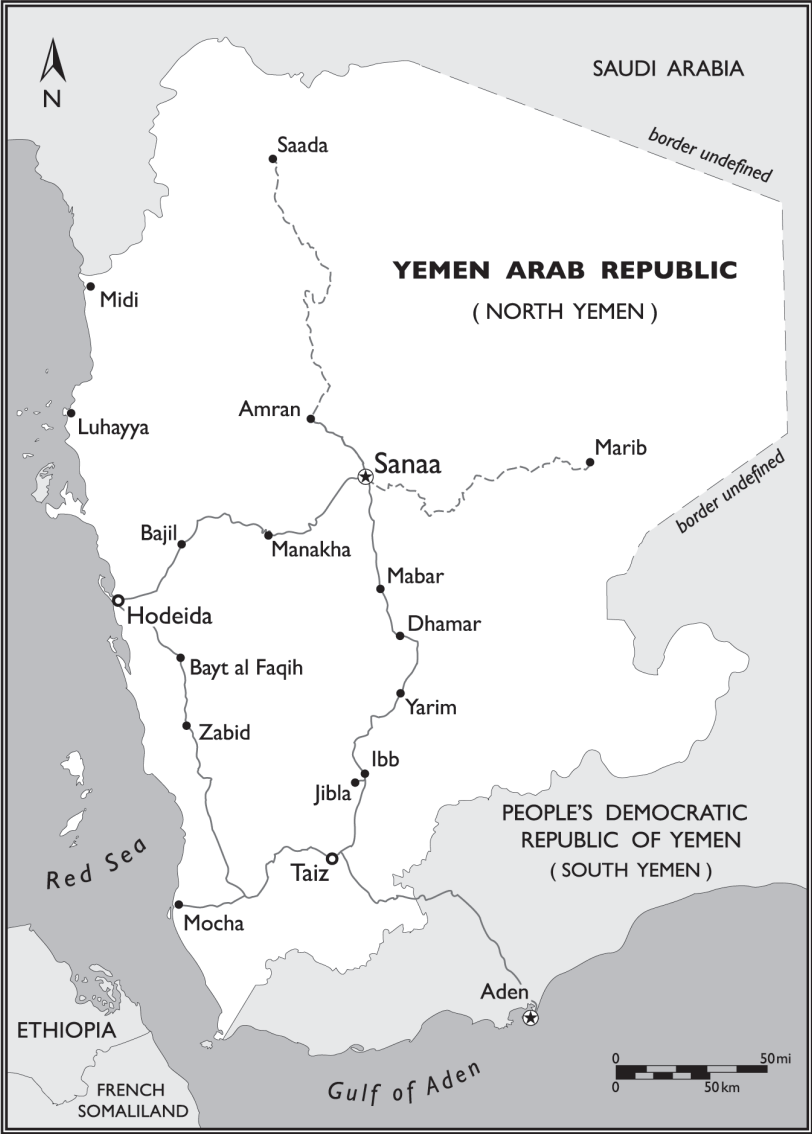 SAUDI ARABIA
N
border undefined
Saada
YEMEN ARAB REPUBLIC
( NORTH YEMEN )
Midi
Amran
Luhayya
Marib
Sanaa
border undefined
Bajil
Manakha
Mabar
Hodeida
Dhamar
Bayt al Faqih
Yarim
Zabid
Ibb
Jibla
PEOPLE'S DEMOCRATIC
REPUBLIC OF YEMEN
( SOUTH YEMEN )
Red Sea
Taiz
Mocha
Aden
ETHIOPIA
0 50 mi
0 50 km
Gulf of Aden
FRENCH
SOMALILAND